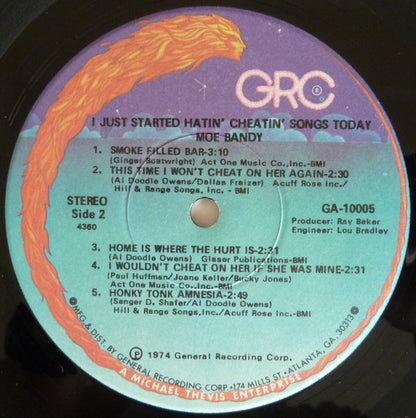 GRC ®
I JUST STARTED HATIN' CHEATIN' SONGS TODAY
MOE BANDY
1. SMOKE FILLED BAR-3:10
(Ginger Boatwright) Act One Music Co.,Inc.-BMI
2. THIS TIME I WON'T CHEAT ON HER AGAIN-2:30
(Al Doodle Owens/Dallas Fraizer) Acuff Rose Inc./
Hill & Range Songs, Inc.-BMI
STEREO
Side 2
4360
GA-10005
Producer: Ray Baker
Engineer: Lou Bradley
3. HOME IS WHERE THE HURT IS-2:31
(Al Doodle Owens) Glaser Publications-BMI
4. I WOULDN'T CHEAT ON HER IF SHE WAS MINE-2:31
(Paul Huffman/Joane Keller/Bucky Jones)
Act One Music Co.,Inc.-BMI
5. HONKY TONK AMNESIA-2:49
(Sanger D. Shafer/Al Doodle Owens)
Hill & Range Songs, Inc./Acuff Rose Inc.-BMI
℗ 1974 General Recording Corp.
MFG. & DIST. BY GENERAL RECORDING CORP.•174 MILLS ST.•ATLANTA, GA. 30313
A MICHAEL THEVIS ENTERPRISE